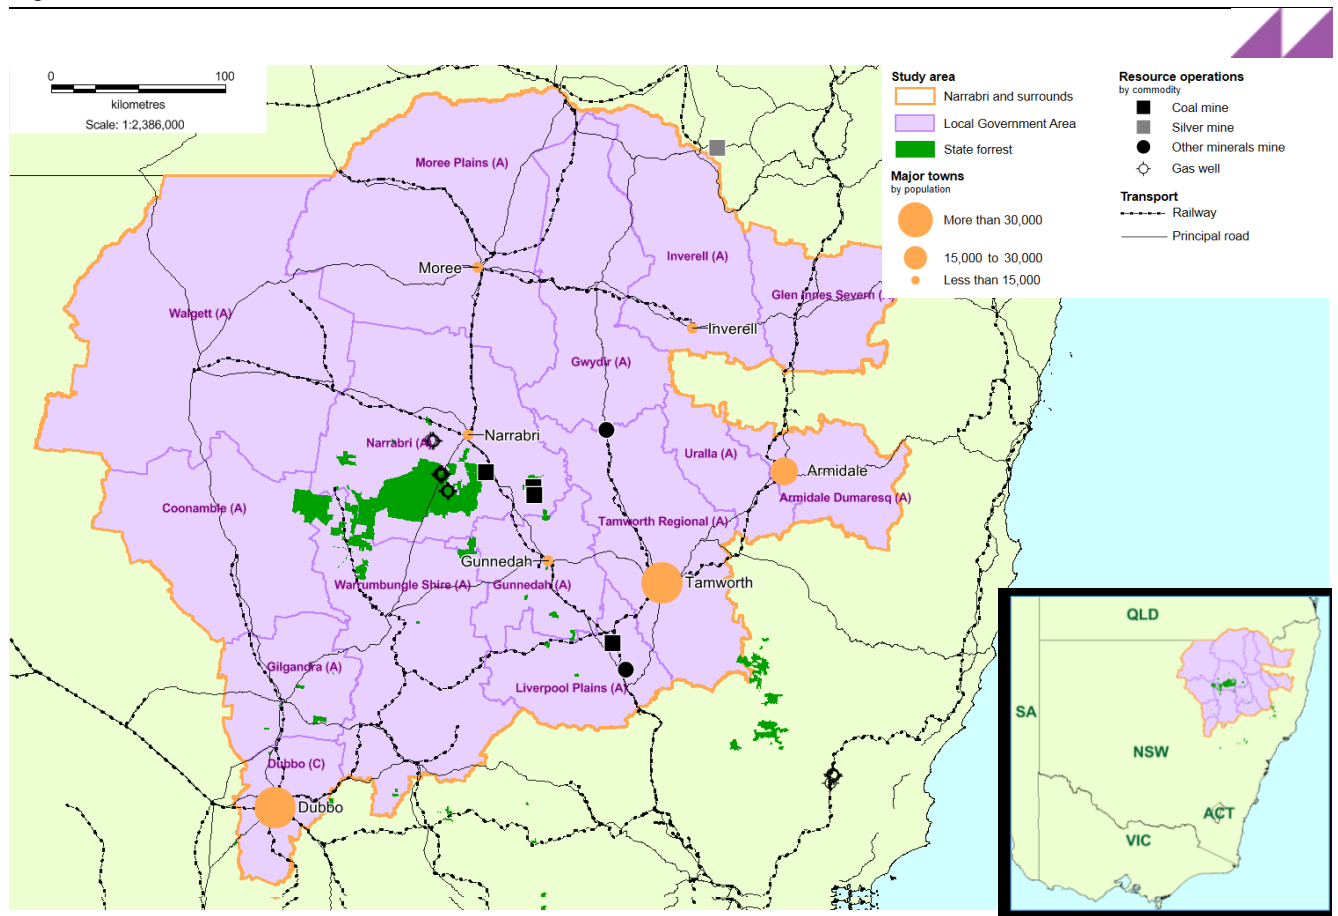 0 100
kilometres
Scale: 1:2,386,000
Study area
Narrabri and surrounds
Local Government Area
State forrest
Major towns
by population
More than 30,000
15,000 to 30,000
Less than 15,000
Resource operations
by commodity
Coal mine
Silver mine
Other minerals mine
Gas well
Transport
Railway
Principal road
Moree Plains (A)
Moree
Inverell (A)
Glen Innes Severn (
Walgett (A)
Inverell
Gwydir (A)
Narrabri
Narrabri (A)
Uralla (A)
Armidale
Armidale Dumaresq (A)
Coonamble (A)
Tamworth Regional (A)
Gunnedah
Warrumbungle Shire (A)
Gunnedah (A)
Tamworth
Gilgandra (A)
Liverpool Plains (A)
Dubbo (C)
Dubbo
QLD
SA
NSW
ACT
VIC